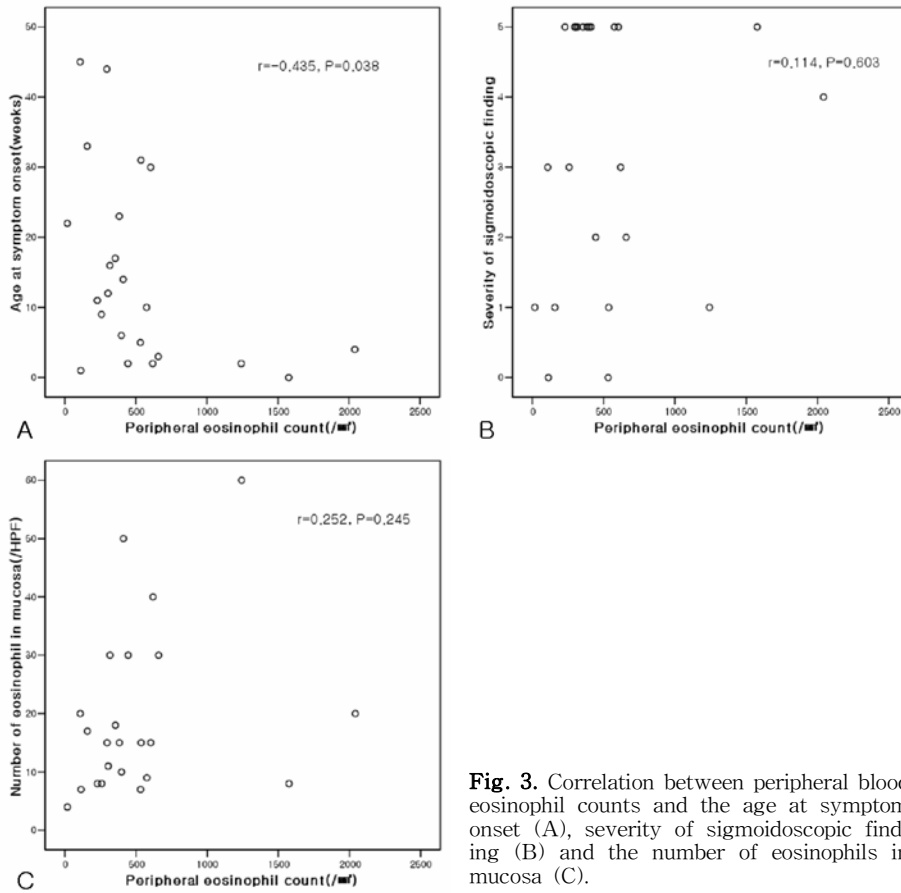 50
40
30
20
10
0
Age at symptom onset(weeks)
r=-0.435, P=0.038
0 500 1000 1500 2000 2500
Peripheral eosinophil count(/㎣)
A
5
4
3
2
1
0
Severity of sigmoidoscopic finding
r=0.114, P=0.603
0 500 1000 1500 2000 2500
Peripheral eosinophil count(/㎣)
B
60
50
40
30
20
10
0
Number of eosinophil in mucosa(/HPF)
r=0.252, P=0.245
0 500 1000 1500 2000 2500
Peripheral eosinophil count(/㎣)
C
Fig. 3. Correlation between peripheral blood
eosinophil counts and the age at symptom
onset (A), severity of sigmoidoscopic find
ing (B) and the number of eosinophils in
mucosa (C).